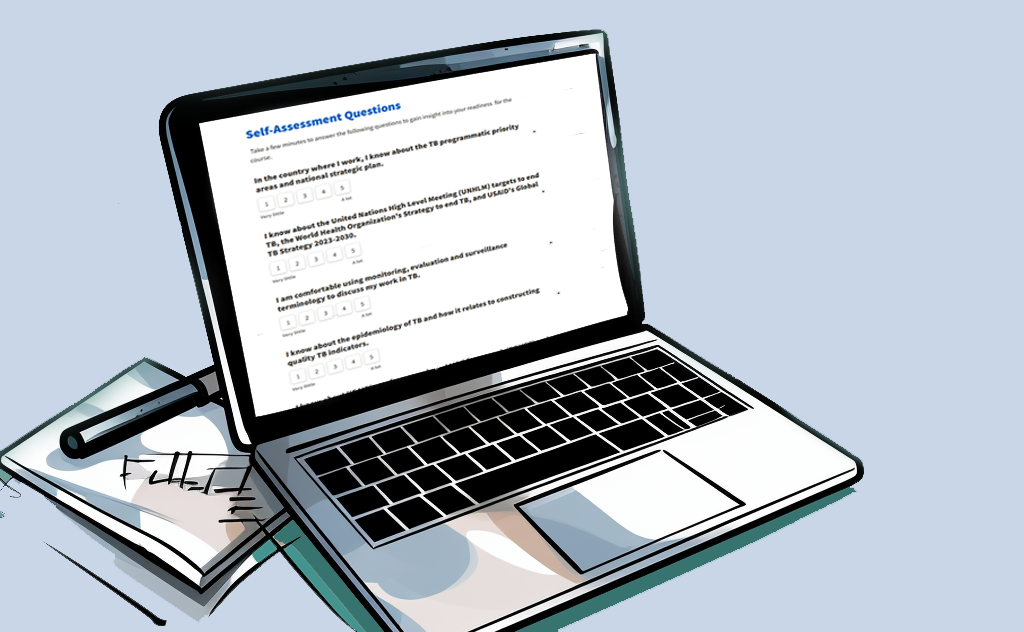 Self-Assessment Questions
Take a few minutes to answer the following questions to gain insight into your readiness for the
course.
In the country where I work, I know about the TB programmatic priority
areas and national strategic plan.
1 2 3 4 5
Very little A lot
I know about the United Nations High Level Meeting (UNHLM) targets to end
TB, the World Health Organization's Strategy to end TB, and USAID's Global
TB Strategy 2023-2030.
1 2 3 4 5
Very little A lot
I am comfortable using monitoring, evaluation and surveillance
terminology to discuss my work in TB.
1 2 3 4 5
Very little A lot
I know about the epidemiology of TB and how it relates to constructing
quality TB indicators.
1 2 3 4 5
Very little A lot